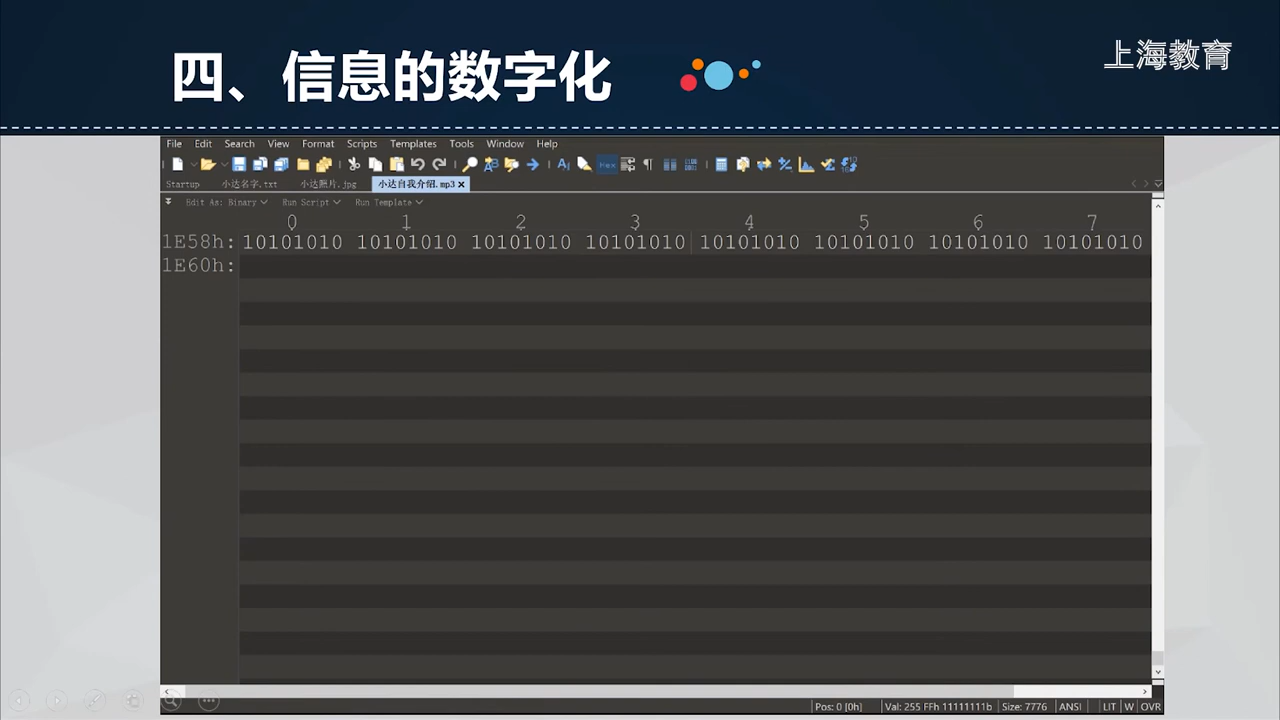 四、信息的数字化
上海教育
File Edit Search View Format Scripts Templates Tools Window Help
Startup 小达名字.txt 小达照片.jpg 小达自我介绍.mp3
Edit As: Binary Run Script Run Template
0 1 2 3 4 5 6 7
1E58h: 10101010 10101010 10101010 10101010 10101010 10101010 10101010 10101010
1E60h:
Pos: 0 [0h] Val: 255 FFh 11111111b Size: 7776 ANSI LIT W OVR